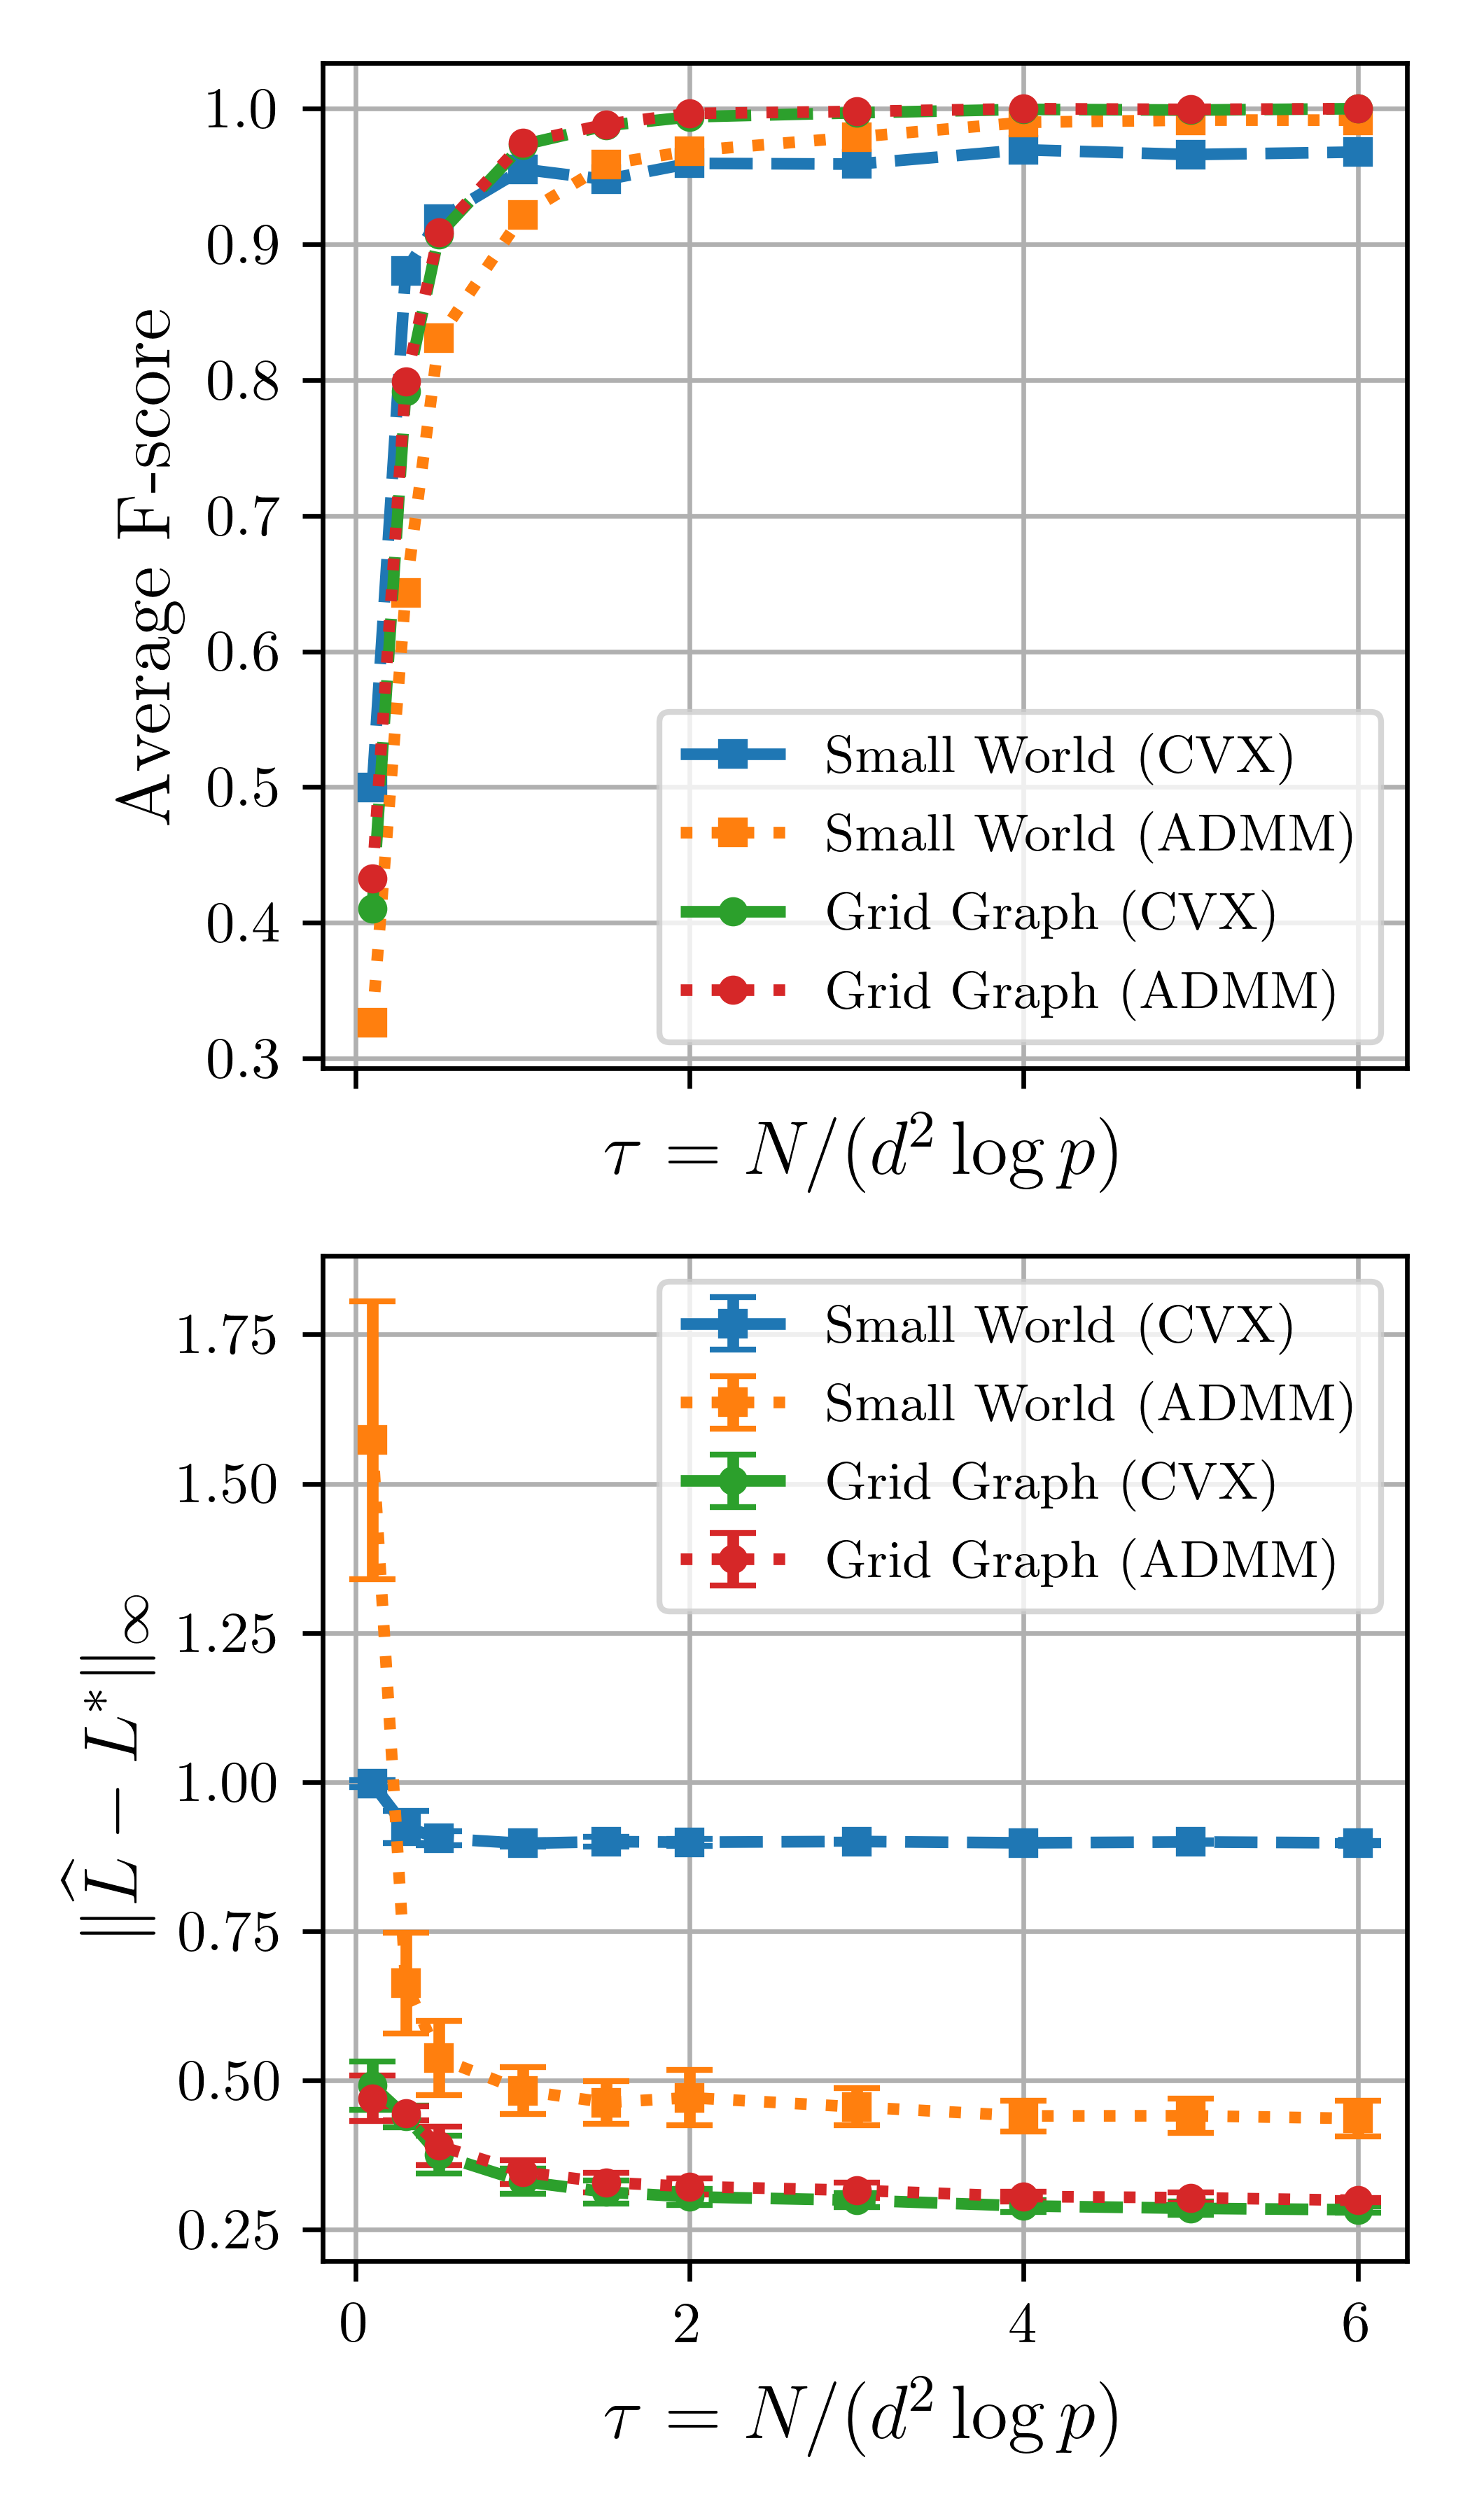 1.0
0.9
0.8
0.7
0.6
0.5
0.4
0.3
Average F-score
Small World (CVX)
Small World (ADMM)
Grid Graph (CVX)
Grid Graph (ADMM)
τ = N/(d² log p)
1.75
1.50
1.25
1.00
0.75
0.50
0.25
‖L̂ − L*‖∞
Small World (CVX)
Small World (ADMM)
Grid Graph (CVX)
Grid Graph (ADMM)
0 2 4 6
τ = N/(d² log p)